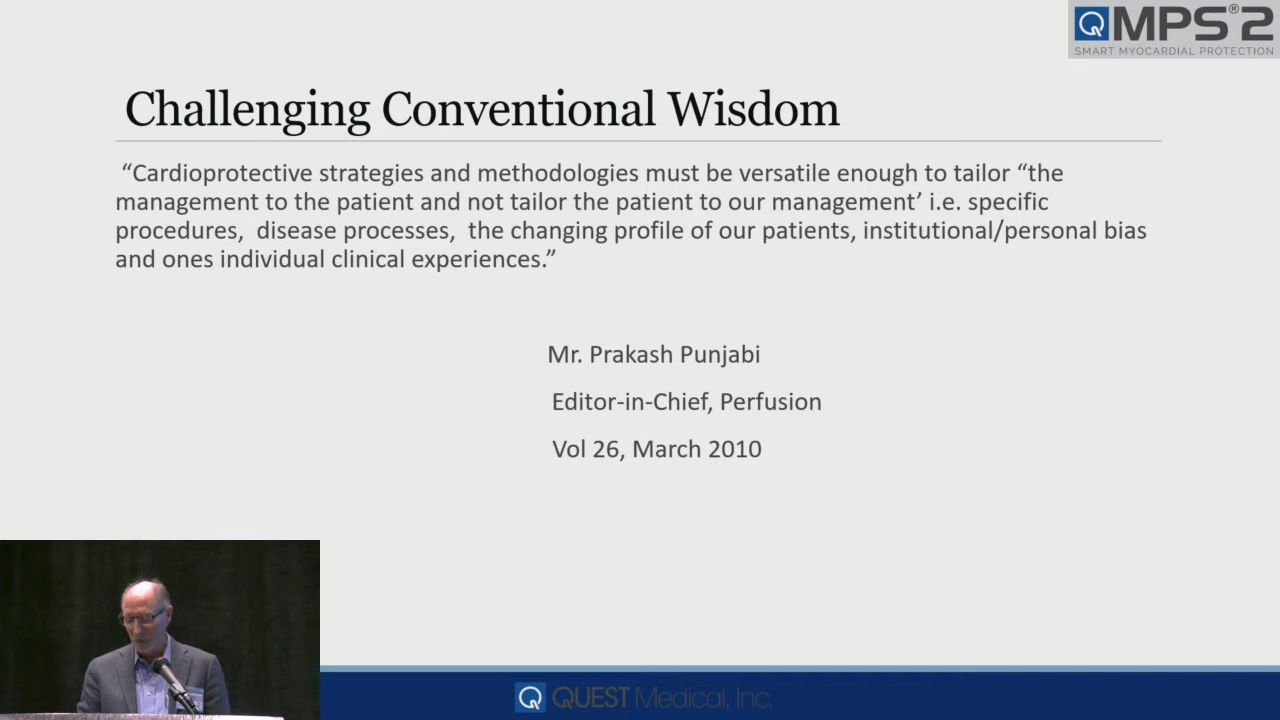 QMPS®2
SMART MYOCARDIAL PROTECTION
Challenging Conventional Wisdom
“Cardioprotective strategies and methodologies must be versatile enough to tailor “the
management to the patient and not tailor the patient to our management’ i.e. specific
procedures,  disease processes,  the changing profile of our patients, institutional/personal bias
and ones individual clinical experiences.”
Mr. Prakash Punjabi
Editor-in-Chief, Perfusion
Vol 26, March 2010
Q QUEST Medical, Inc.